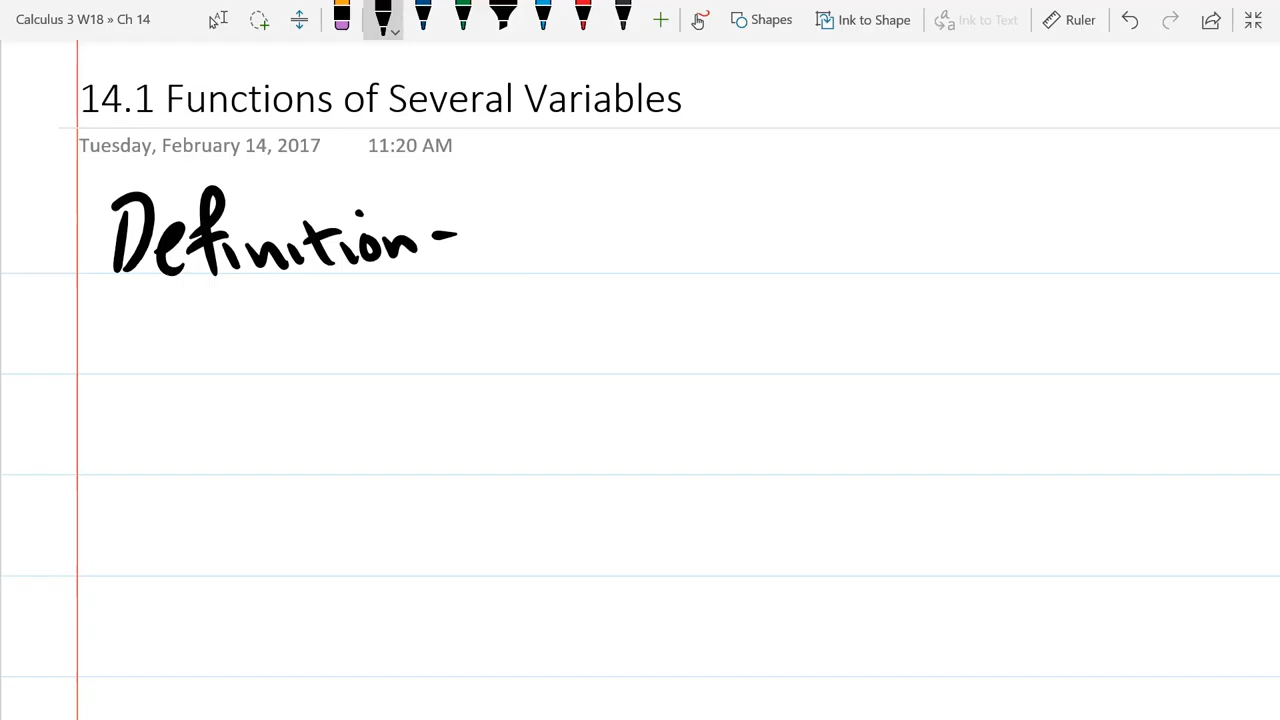 Calculus 3 W18 » Ch 14
Shapes
Ink to Shape
Ink to Text
Ruler
14.1 Functions of Several Variables
Tuesday, February 14, 2017 11:20 AM
Definition -